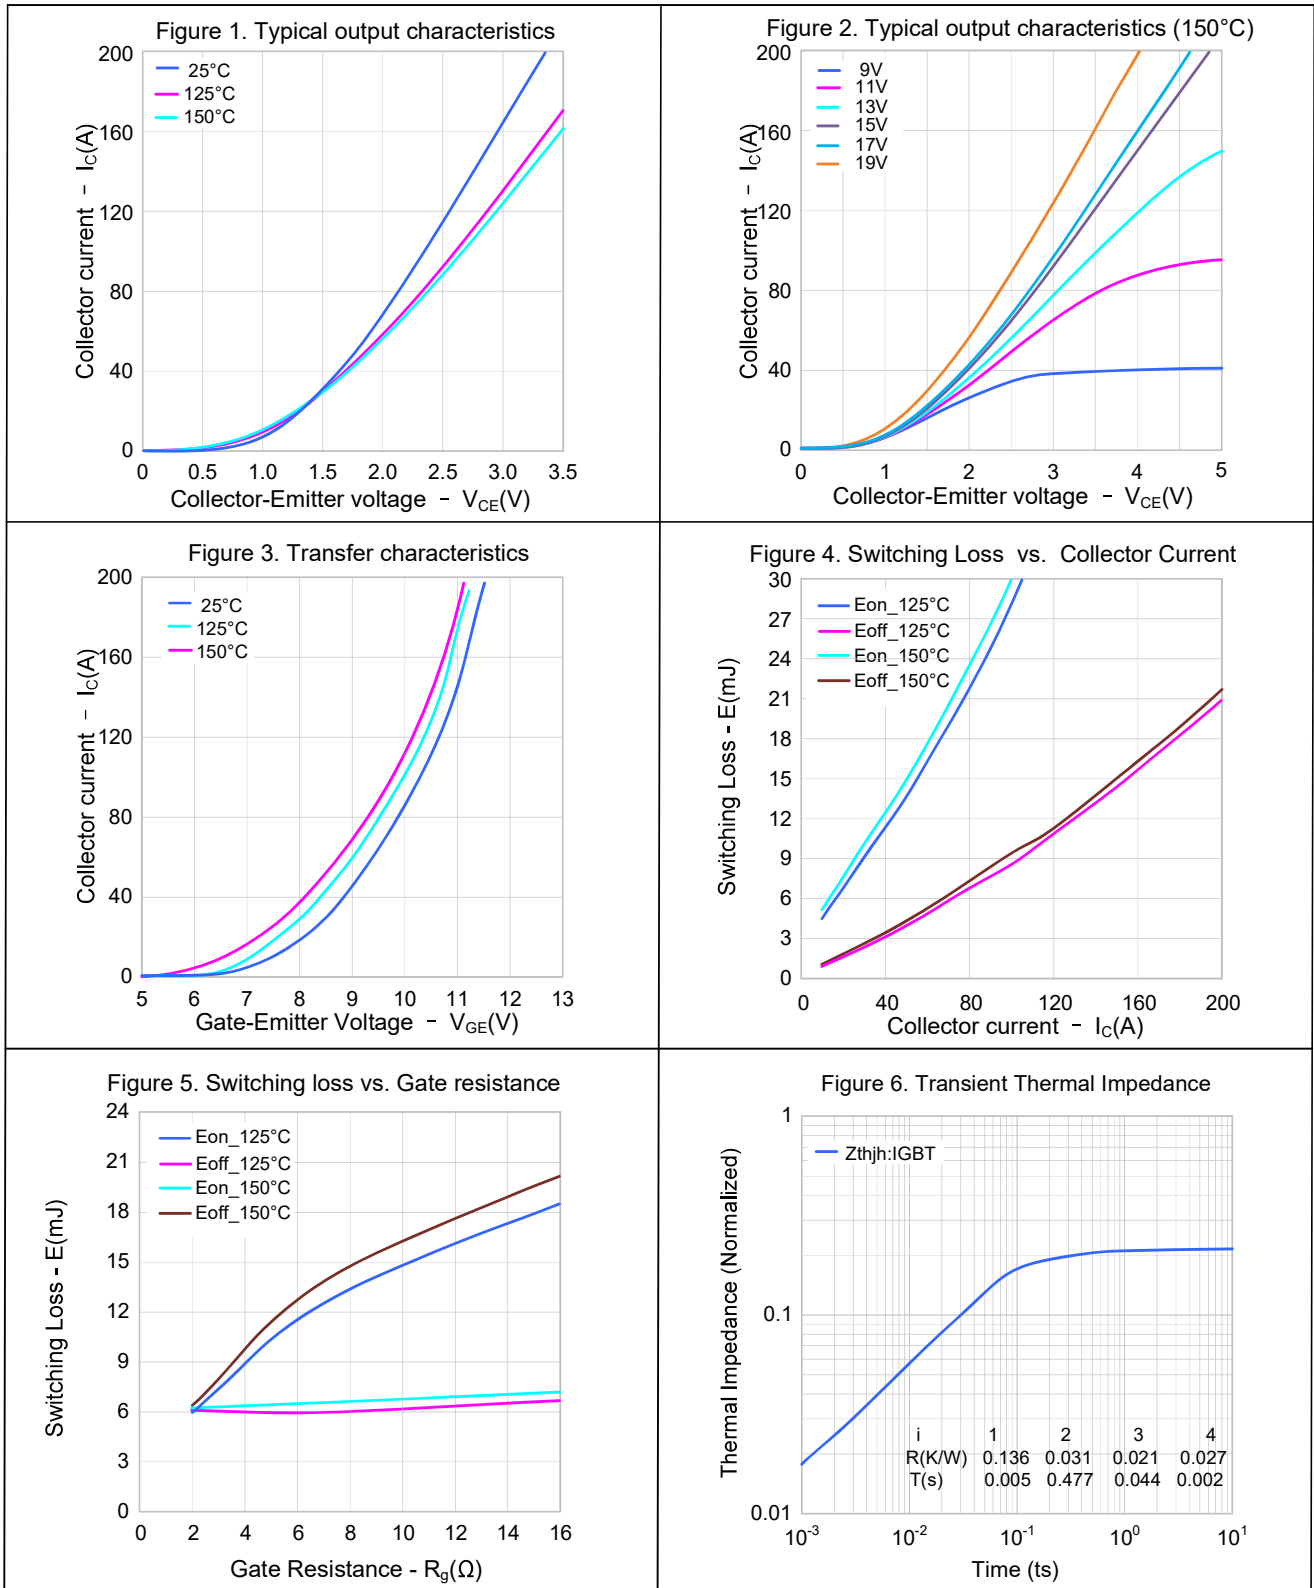 Figure 1. Typical output characteristics
Collector current – I_C(A)
200
160
120
80
40
0
25°C
125°C
150°C
0 0.5 1.0 1.5 2.0 2.5 3.0 3.5
Collector-Emitter voltage – V_CE(V)
Figure 2. Typical output characteristics (150°C)
Collector current – I_C(A)
200
160
120
80
40
0
9V
11V
13V
15V
17V
19V
0 1 2 3 4 5
Collector-Emitter voltage – V_CE(V)
Figure 3. Transfer characteristics
Collector current – I_C(A)
200
160
120
80
40
0
25°C
125°C
150°C
5 6 7 8 9 10 11 12 13
Gate-Emitter Voltage – V_GE(V)
Figure 4. Switching Loss vs. Collector Current
Switching Loss - E(mJ)
30
27
24
21
18
15
12
9
6
3
0
Eon_125°C
Eoff_125°C
Eon_150°C
Eoff_150°C
0 40 80 120 160 200
Collector current – I_C(A)
Figure 5. Switching loss vs. Gate resistance
Switching Loss - E(mJ)
24
21
18
15
12
9
6
3
0
Eon_125°C
Eoff_125°C
Eon_150°C
Eoff_150°C
0 2 4 6 8 10 12 14 16
Gate Resistance - R_g(Ω)
Figure 6. Transient Thermal Impedance
Thermal Impedance (Normalized)
1
0.1
0.01
Zthjh:IGBT
i 1 2 3 4
R(K/W) 0.136 0.031 0.021 0.027
T(s) 0.005 0.477 0.044 0.002
10⁻³ 10⁻² 10⁻¹ 10⁰ 10¹
Time (ts)